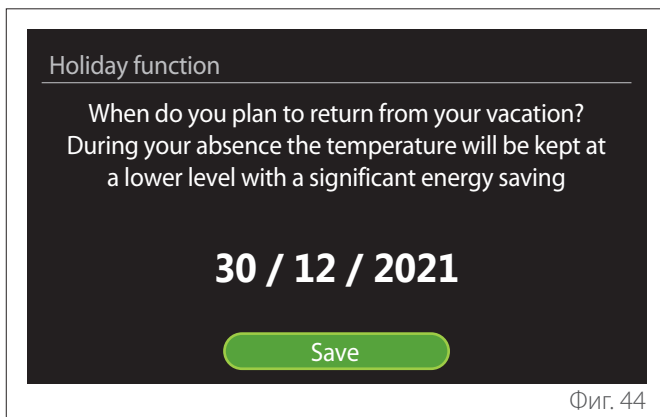 Holiday function
When do you plan to return from your vacation?
During your absence the temperature will be kept at
a lower level with a significant energy saving
30 / 12 / 2021
Save
Фиг. 44